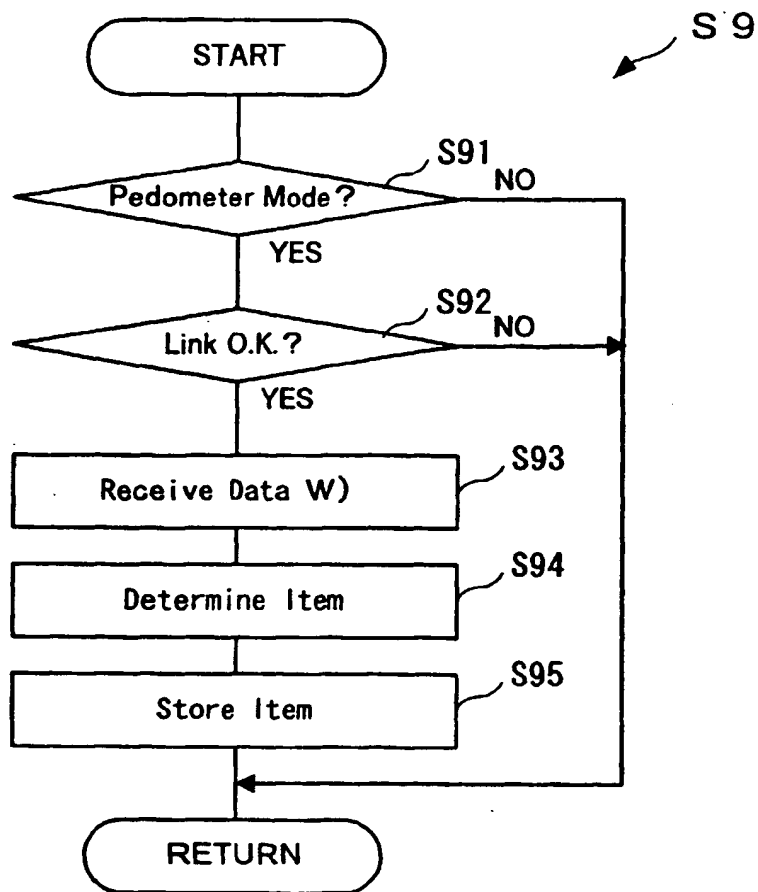 S 9
START
S91
Pedometer Mode?
NO
YES
S92
Link O.K.?
NO
YES
S93
Receive Data W)
S94
Determine Item
S95
Store Item
RETURN